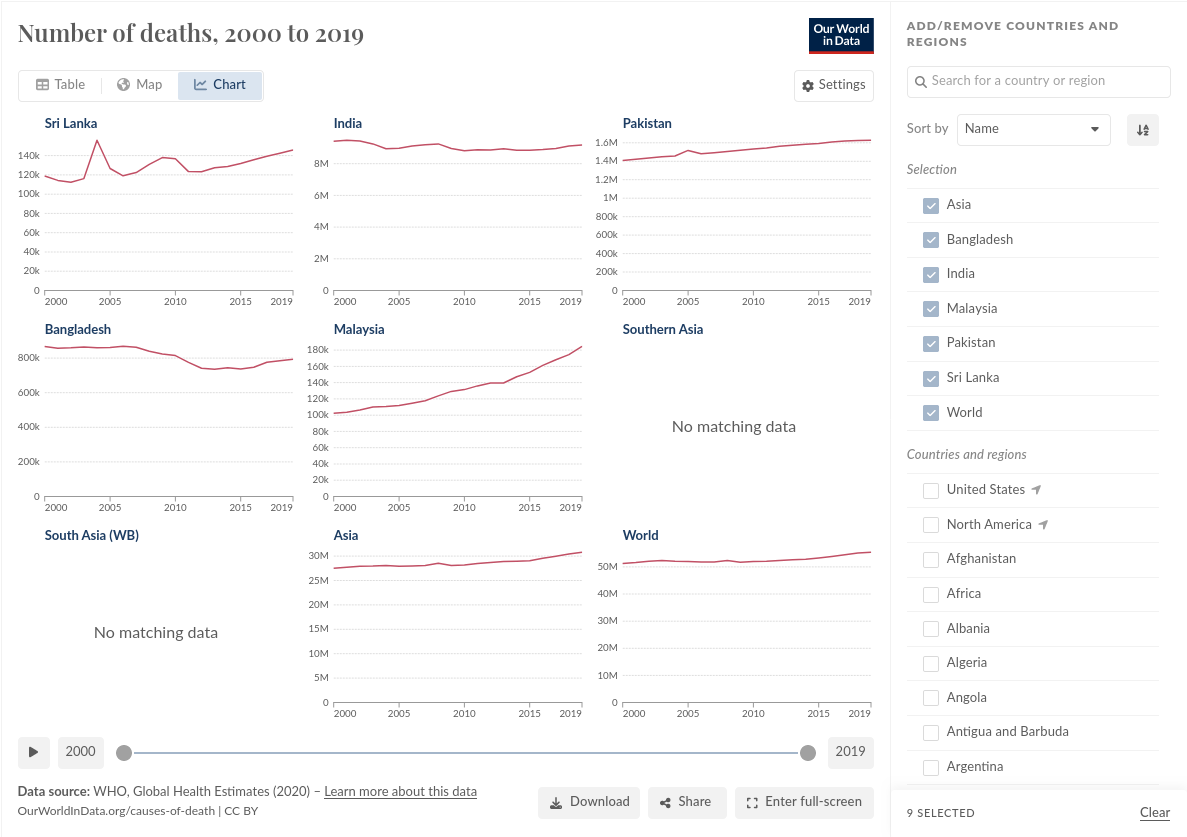 Number of deaths, 2000 to 2019
Our World
in Data
Table
Map
Chart
Settings
Sri Lanka
140k
120k
100k
80k
60k
40k
20k
0
2000 2005 2010 2015 2019
India
8M
6M
4M
2M
0
2000 2005 2010 2015 2019
Pakistan
1.6M
1.4M
1.2M
1M
800k
600k
400k
200k
0
2000 2005 2010 2015 2019
Bangladesh
800k
600k
400k
200k
0
2000 2005 2010 2015 2019
Malaysia
180k
160k
140k
120k
100k
80k
60k
40k
20k
0
2000 2005 2010 2015 2019
Southern Asia
No matching data
South Asia (WB)
No matching data
Asia
30M
25M
20M
15M
10M
5M
0
2000 2005 2010 2015 2019
World
50M
40M
30M
20M
10M
0
2000 2005 2010 2015 2019
2000
2019
Data source: WHO, Global Health Estimates (2020) – Learn more about this data
OurWorldInData.org/causes-of-death | CC BY
Download
Share
Enter full-screen
ADD/REMOVE COUNTRIES AND
REGIONS
Search for a country or region
Sort by
Name
Selection
Asia
Bangladesh
India
Malaysia
Pakistan
Sri Lanka
World
Countries and regions
United States
North America
Afghanistan
Africa
Albania
Algeria
Angola
Antigua and Barbuda
Argentina
9 SELECTED
Clear